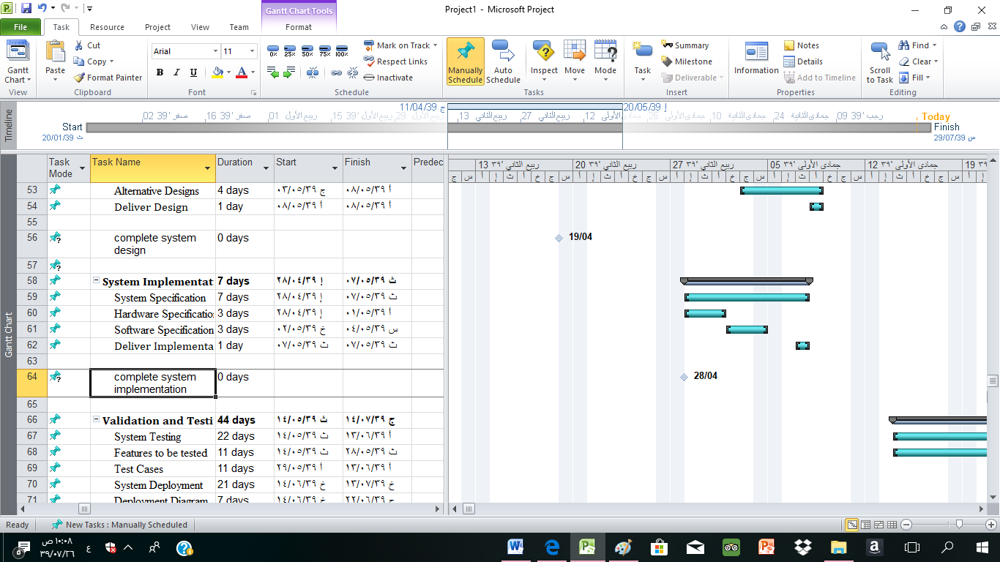 Project1 - Microsoft Project
Gantt Chart Tools
File Task Resource Project View Team Format
Gantt Chart
View
Paste
Cut
Copy
Format Painter
Clipboard
Arial 11
B I U A
Font
0% 25% 50% 75% 100%
Mark on Track
Respect Links
Inactivate
Schedule
Manually Schedule
Auto Schedule
Inspect
Move
Mode
Tasks
Task
Summary
Milestone
Deliverable
Insert
Information
Notes
Details
Add to Timeline
Properties
Scroll to Task
Find
Clear
Fill
Editing
Timeline
ج 11/04/39
إ 20/05/39
صفر '39 02
صفر '39 16
ربيع الأول 01
ربيع الأول '39 15
ربيع الأول '39 29
ربيع الثاني 13
ربيع الثاني 27
جمادى الأولى 12
جمادى الأولى '39 26
جمادى الثانية 10
جمادى الثانية 24
رجب '39 09
Today
Start
ث 20/01/39
Finish
س 29/07/39
Gantt Chart
Task Mode Task Name Duration Start Finish Predec
ربيع الثاني '٣٩ 13
ربيع الثاني '٣٩ 20
ربيع الثاني '٣٩ 27
جمادى الأولى '٣٩ 05
جمادى الأولى '٣٩ 12
'٣٩ 19
53 Alternative Designs 4 days ج ٠٣/٠٥/٣٩ أ ٠٨/٠٥/٣٩
54 Deliver Design 1 day أ ٠٨/٠٥/٣٩ أ ٠٨/٠٥/٣٩
55
56 complete system design 0 days 19/04
57
58 System Implementat 7 days إ ٢٨/٠٤/٣٩ ث ٠٧/٠٥/٣٩
59 System Specification 7 days إ ٢٨/٠٤/٣٩ ث ٠٧/٠٥/٣٩
60 Hardware Specificatio 3 days إ ٢٨/٠٤/٣٩ أ ٠١/٠٥/٣٩
61 Software Specification 3 days خ ٠٢/٠٥/٣٩ س ٠٤/٠٥/٣٩
62 Deliver Implementa 1 day ث ٠٧/٠٥/٣٩ ث ٠٧/٠٥/٣٩
63
64 complete system implementation 0 days 28/04
65
66 Validation and Testi 44 days ث ١٤/٠٥/٣٩ ج ١٤/٠٧/٣٩
67 System Testing 22 days ث ١٤/٠٥/٣٩ أ ١٣/٠٦/٣٩
68 Features to be tested 11 days ث ١٤/٠٥/٣٩ ث ٢٨/٠٥/٣٩
69 Test Cases 11 days أ ٢٩/٠٥/٣٩ أ ١٣/٠٦/٣٩
70 System Deployment 21 days خ ١٤/٠٦/٣٩ خ ١٣/٠٧/٣٩
71 Deployment Diagram 7 days خ ١٤/٠٦/٣٩ ج ٢٢/٠٦/٣٩
Ready
New Tasks : Manually Scheduled
١٠:٠٨ ص
٣٩/٠٧/٢٦
ع